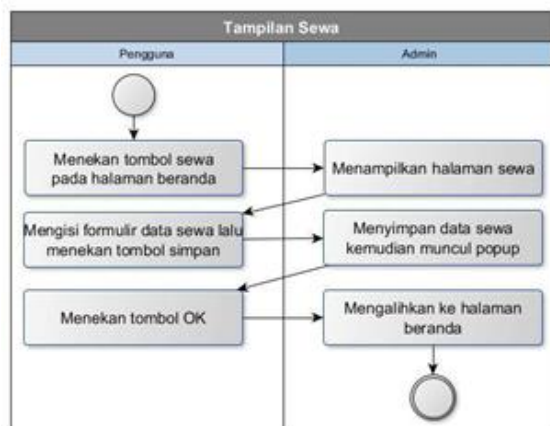 Tampilan Sewa
Pengguna
Admin
Menekan tombol sewa
pada halaman beranda
Menampilkan halaman sewa
Mengisi formulir data sewa lalu
menekan tombol simpan
Menyimpan data sewa
kemudian muncul popup
Menekan tombol OK
Mengalihkan ke halaman
beranda